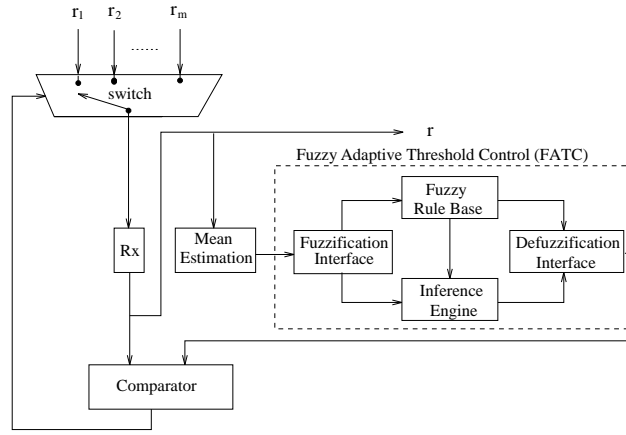 r1 r2 ...... rm
switch
r
Fuzzy Adaptive Threshold Control (FATC)
Fuzzy
Rule Base
Rx
Mean
Estimation
Fuzzification
Interface
Defuzzification
Interface
Inference
Engine
Comparator